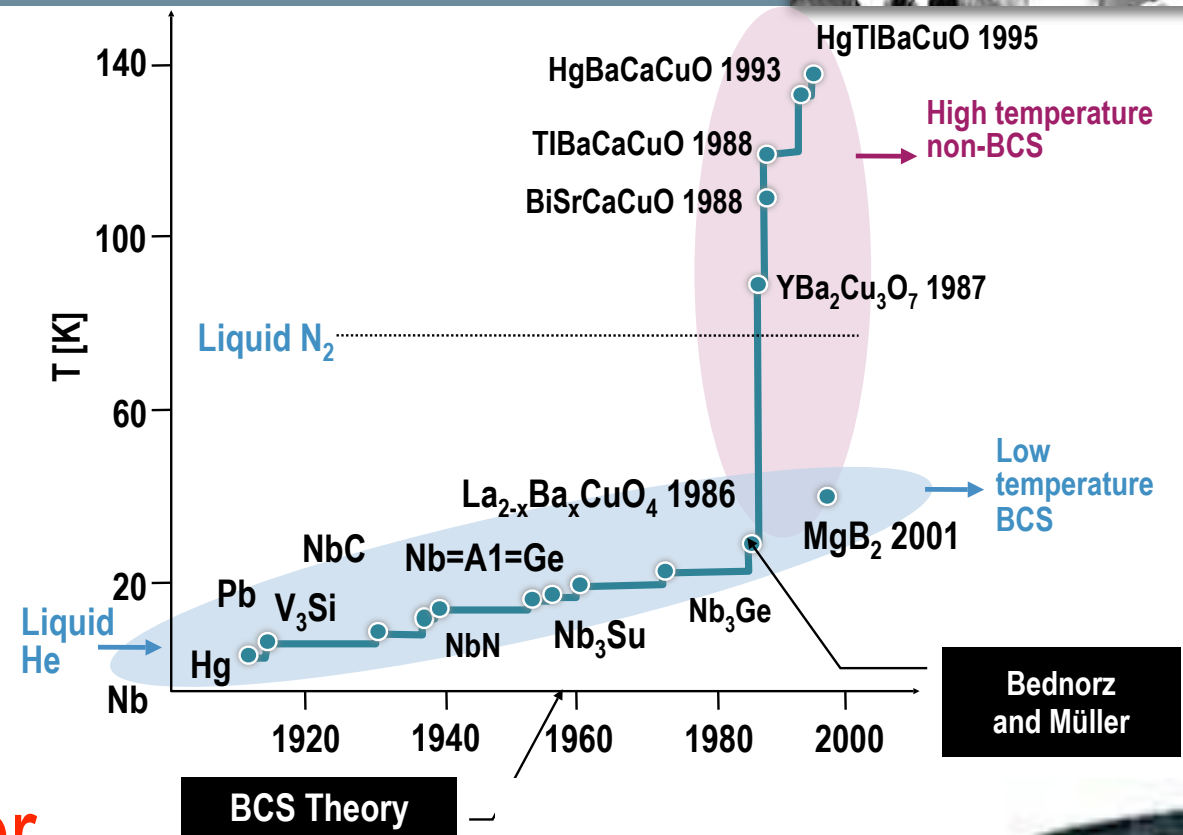 HgTlBaCuO 1995
140
HgBaCaCuO 1993
High temperature
non-BCS
TlBaCaCuO 1988
BiSrCaCuO 1988
100
YBa₂Cu₃O₇ 1987
T [K]
Liquid N₂
60
Low
temperature
BCS
La₂₋ₓBaₓCuO₄ 1986
MgB₂ 2001
NbC
Nb=A1=Ge
20
Pb
V₃Si
Nb₃Ge
Liquid
He
Hg
NbN
Nb₃Su
Nb
Bednorz
and Müller
1920
1940
1960
1980
2000
BCS Theory